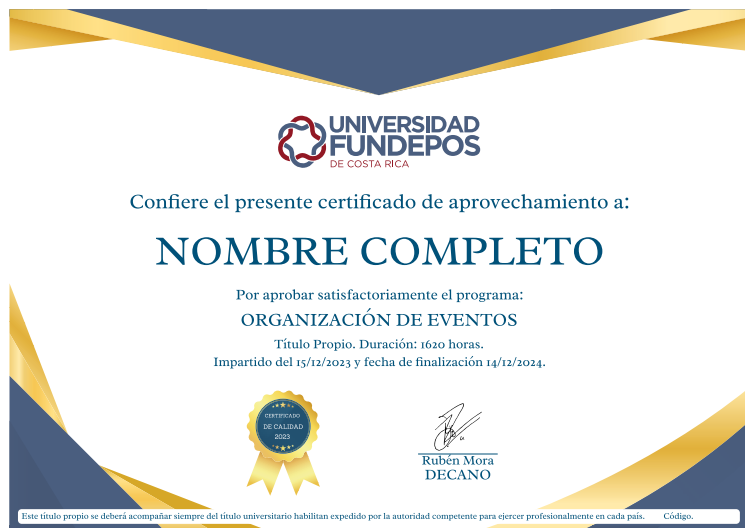 UNIVERSIDAD
FUNDEPOS
DE COSTA RICA
Confiere el presente certificado de aprovechamiento a:
NOMBRE COMPLETO
Por aprobar satisfactoriamente el programa:
ORGANIZACIÓN DE EVENTOS
Título Propio. Duración: 1620 horas.
Impartido del 15/12/2023 y fecha de finalización 14/12/2024.
CERTIFICADO
DE CALIDAD
2023
Rubén Mora
DECANO
Este título propio se deberá acompañar siempre del título universitario habilitan expedido por la autoridad competente para ejercer profesionalmente en cada país. Código.